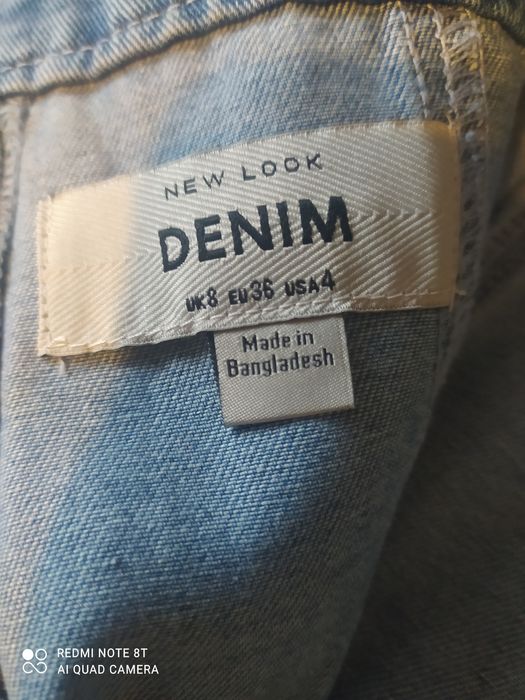 NEW LOOK
DENIM
UK8 EU36 USA4
Made in
Bangladesh
REDMI NOTE 8T
AI QUAD CAMERA